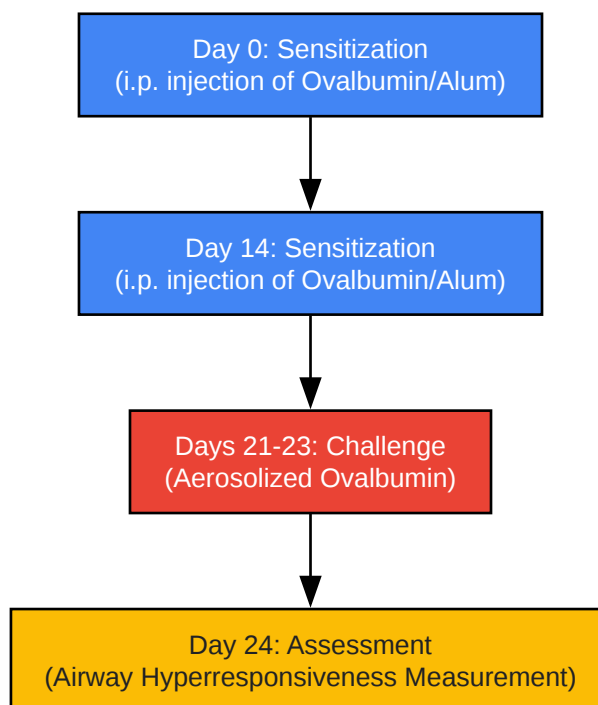 Day 0: Sensitization
(i.p. injection of Ovalbumin/Alum)
Day 14: Sensitization
(i.p. injection of Ovalbumin/Alum)
Days 21-23: Challenge
(Aerosolized Ovalbumin)
Day 24: Assessment
(Airway Hyperresponsiveness Measurement)